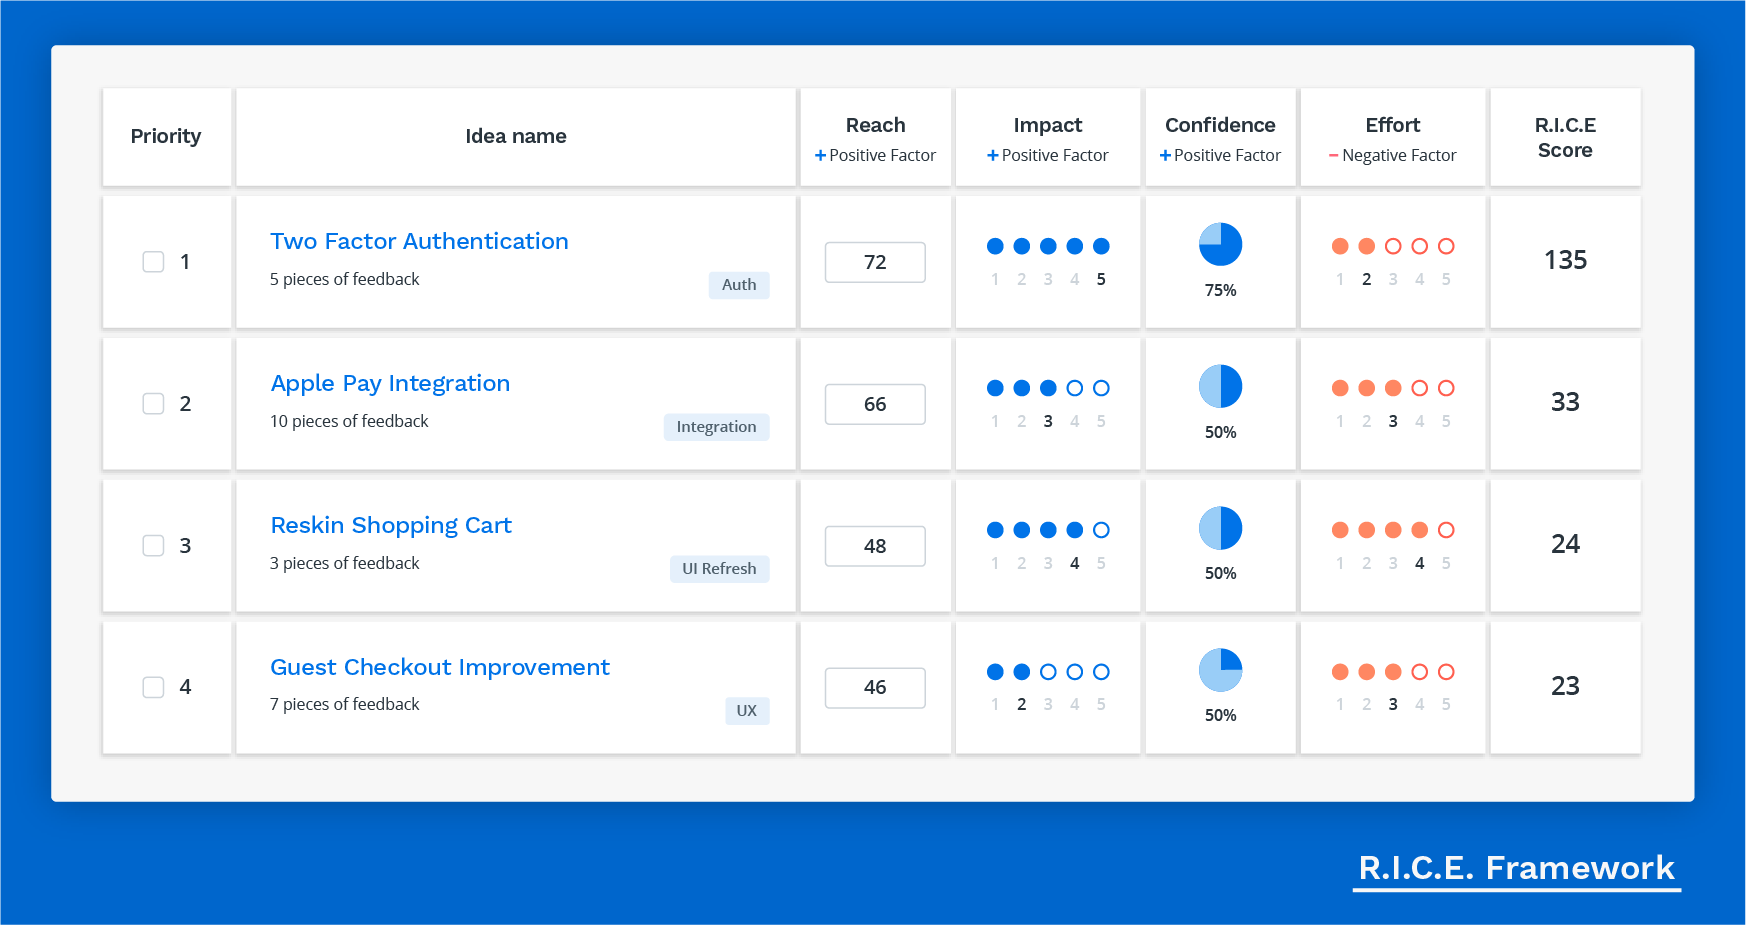 Priority
Idea name
Reach
+ Positive Factor
Impact
+ Positive Factor
Confidence
+ Positive Factor
Effort
− Negative Factor
R.I.C.E
Score
1
Two Factor Authentication
5 pieces of feedback
Auth
72
1 2 3 4 5
75%
1 2 3 4 5
135
2
Apple Pay Integration
10 pieces of feedback
Integration
66
1 2 3 4 5
50%
1 2 3 4 5
33
3
Reskin Shopping Cart
3 pieces of feedback
UI Refresh
48
1 2 3 4 5
50%
1 2 3 4 5
24
4
Guest Checkout Improvement
7 pieces of feedback
UX
46
1 2 3 4 5
50%
1 2 3 4 5
23
R.I.C.E. Framework